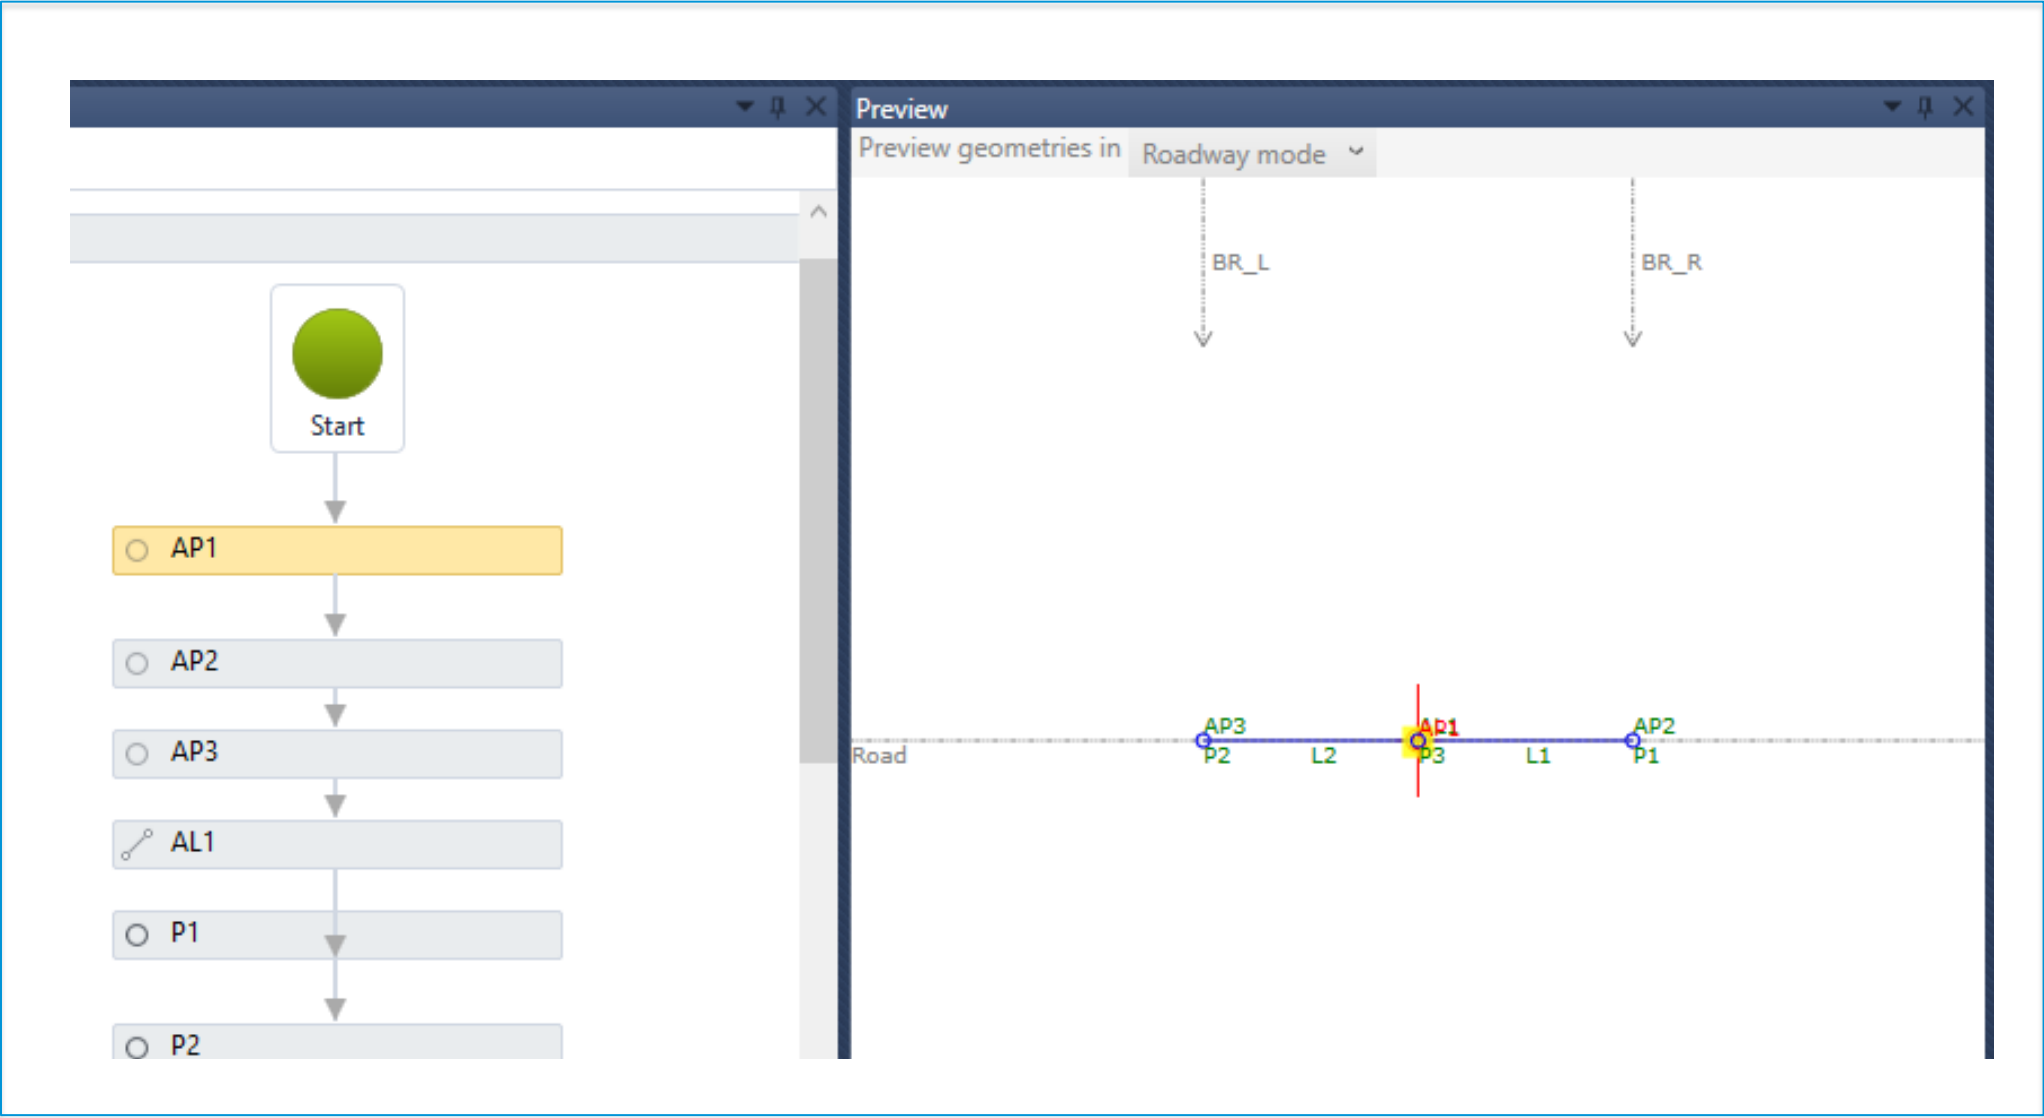 Preview
Preview geometries in Roadway mode
Start
AP1
AP2
AP3
AL1
P1
P2
BR_L
BR_R
AP3
AP1
AP2
Road
P2
L2
P3
L1
P1